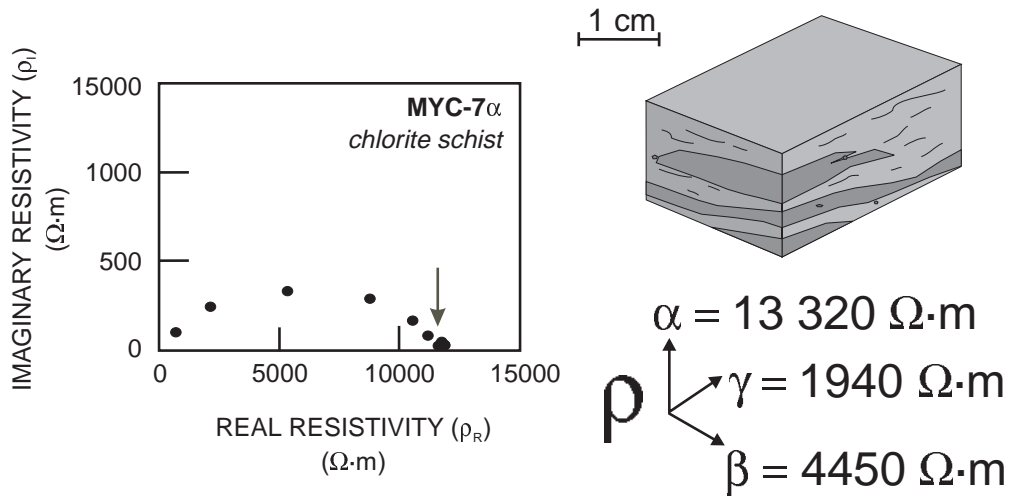 IMAGINARY RESISTIVITY (ρI)
(Ω·m)
15000
1000
500
0
MYC-7α
chlorite schist
0
5000
10000
15000
REAL RESISTIVITY (ρR)
(Ω·m)
1 cm
ρ
α = 13 320 Ω·m
γ = 1940 Ω·m
β = 4450 Ω·m